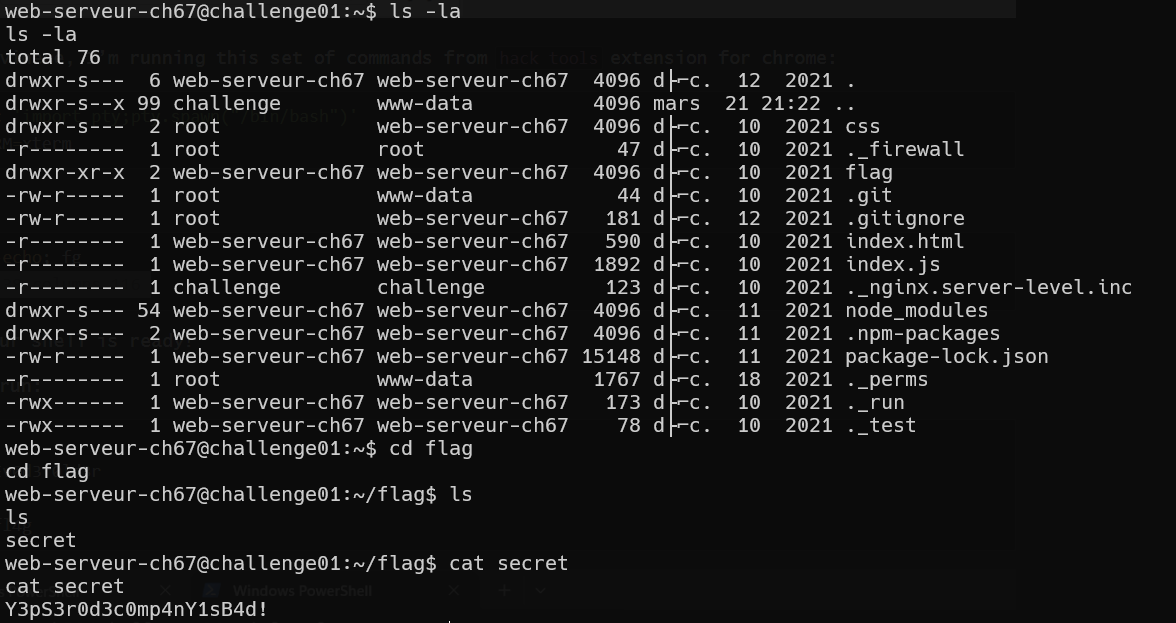 web-serveur-ch67@challenge01:~$ ls -la
ls -la
total 76
drwxr-s---  6 web-serveur-ch67 web-serveur-ch67  4096 d├⌐c.  12  2021 .
drwxr-s--x 99 challenge        www-data          4096 mars  21 21:22 ..
drwxr-s---  2 root             web-serveur-ch67  4096 d├⌐c.  10  2021 css
-r--------  1 root             root                47 d├⌐c.  10  2021 ._firewall
drwxr-xr-x  2 web-serveur-ch67 web-serveur-ch67  4096 d├⌐c.  10  2021 flag
-rw-r-----  1 root             www-data            44 d├⌐c.  10  2021 .git
-rw-r-----  1 root             web-serveur-ch67   181 d├⌐c.  12  2021 .gitignore
-r--------  1 web-serveur-ch67 web-serveur-ch67   590 d├⌐c.  10  2021 index.html
-r--------  1 web-serveur-ch67 web-serveur-ch67  1892 d├⌐c.  10  2021 index.js
-r--------  1 challenge        challenge          123 d├⌐c.  10  2021 ._nginx.server-level.inc
drwxr-s--- 54 web-serveur-ch67 web-serveur-ch67  4096 d├⌐c.  11  2021 node_modules
drwxr-s---  2 web-serveur-ch67 web-serveur-ch67  4096 d├⌐c.  11  2021 .npm-packages
-rw-r-----  1 web-serveur-ch67 web-serveur-ch67 15148 d├⌐c.  11  2021 package-lock.json
-r--------  1 root             www-data          1767 d├⌐c.  18  2021 ._perms
-rwx------  1 web-serveur-ch67 web-serveur-ch67   173 d├⌐c.  10  2021 ._run
-rwx------  1 web-serveur-ch67 web-serveur-ch67    78 d├⌐c.  10  2021 ._test
web-serveur-ch67@challenge01:~$ cd flag
cd flag
web-serveur-ch67@challenge01:~/flag$ ls
ls
secret
web-serveur-ch67@challenge01:~/flag$ cat secret
cat secret
Windows PowerShell
Y3pS3r0d3c0mp4nY1sB4d!